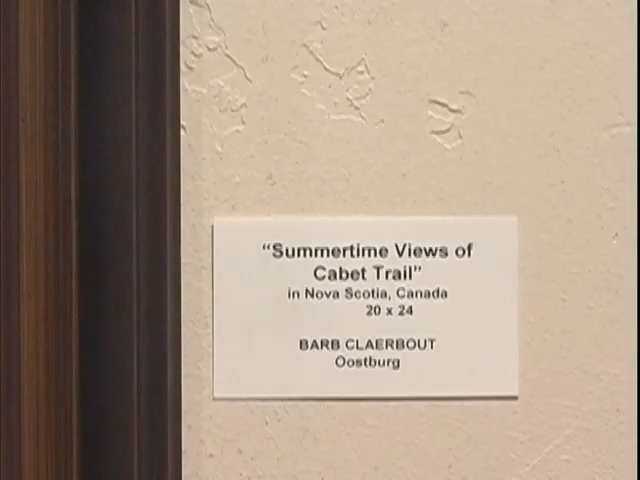 “Summertime Views of
Cabet Trail”
in Nova Scotia, Canada
20 x 24
BARB CLAERBOUT
Oostburg